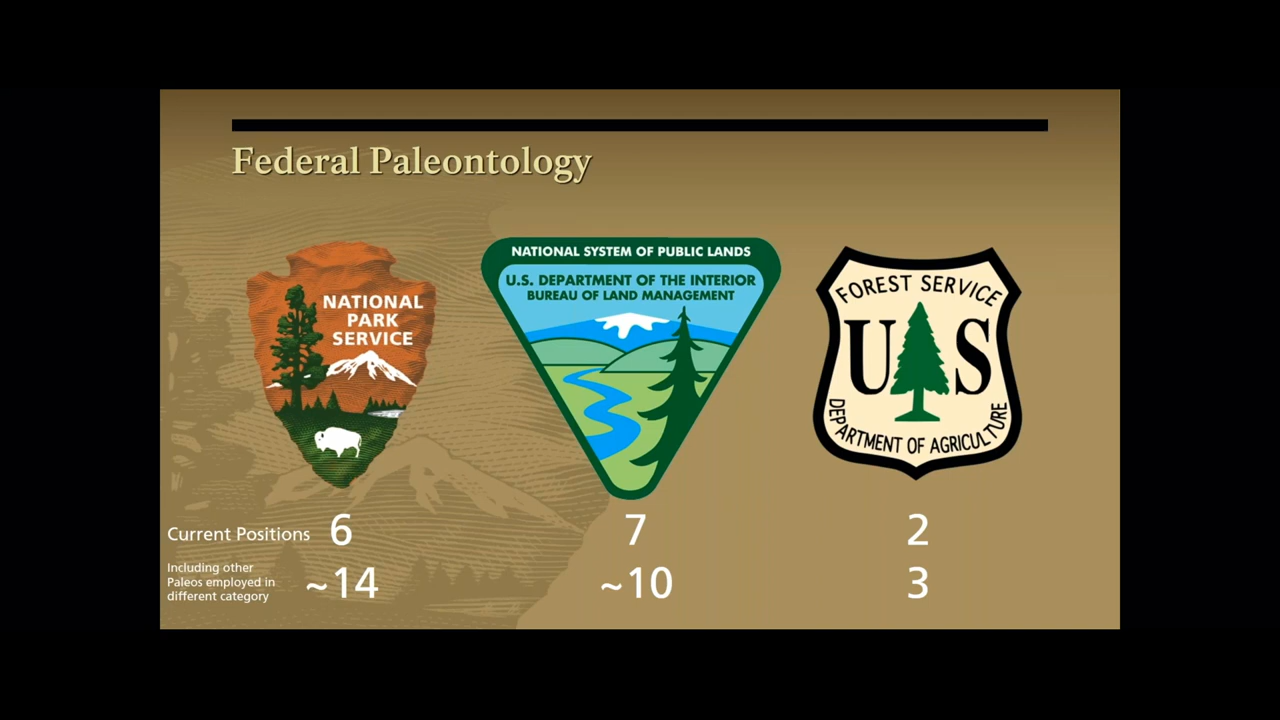 Federal Paleontology
NATIONAL
PARK
SERVICE
NATIONAL SYSTEM OF PUBLIC LANDS
U.S. DEPARTMENT OF THE INTERIOR
BUREAU OF LAND MANAGEMENT
FOREST SERVICE
U S
DEPARTMENT OF AGRICULTURE
Current Positions 6 7 2
Including other
Paleos employed in
different category
~14 ~10 3